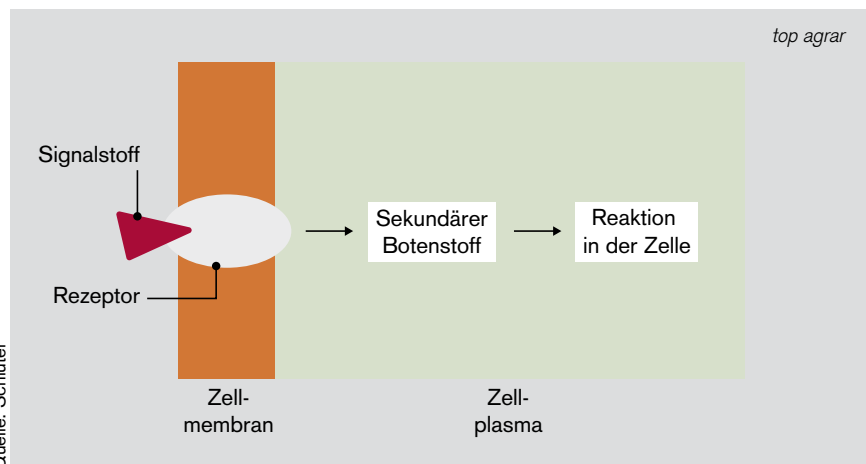 top agrar
Signalstoff
Sekundärer
Botenstoff
Reaktion
in der Zelle
Rezeptor
Zell-
membran
Zell-
plasma